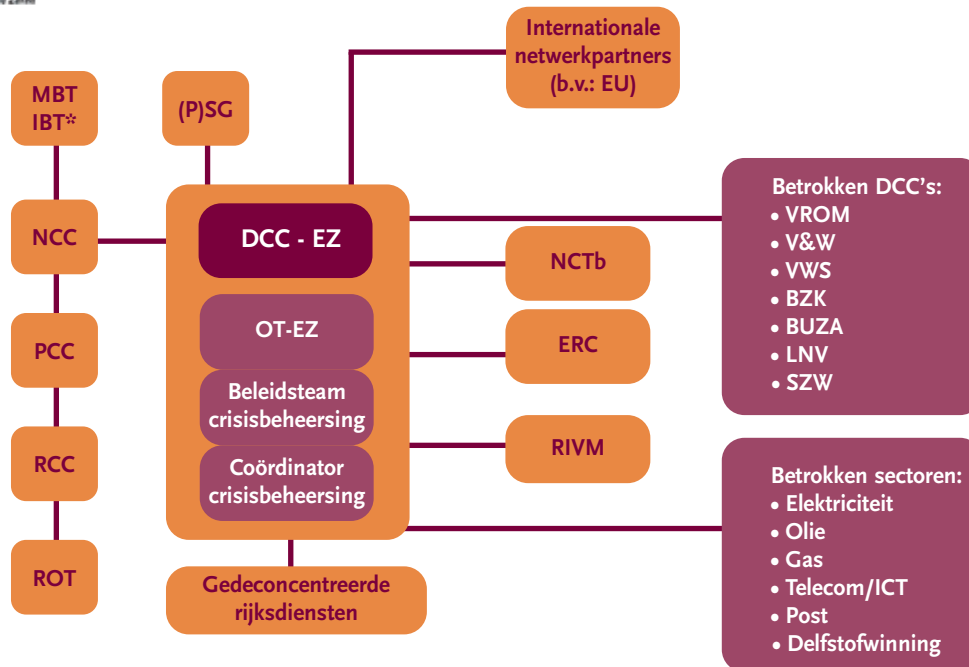 Internationale
netwerkpartners
(b.v.: EU)
MBT
IBT*
(P)SG
NCC
PCC
RCC
ROT
DCC - EZ
OT-EZ
Beleidsteam
crisisbeheersing
Coördinator
crisisbeheersing
Gedeconcentreerde
rijksdiensten
NCTb
ERC
RIVM
Betrokken DCC's:
• VROM
• V&W
• VWS
• BZK
• BUZA
• LNV
• SZW
Betrokken sectoren:
• Elektriciteit
• Olie
• Gas
• Telecom/ICT
• Post
• Delfstofwinning